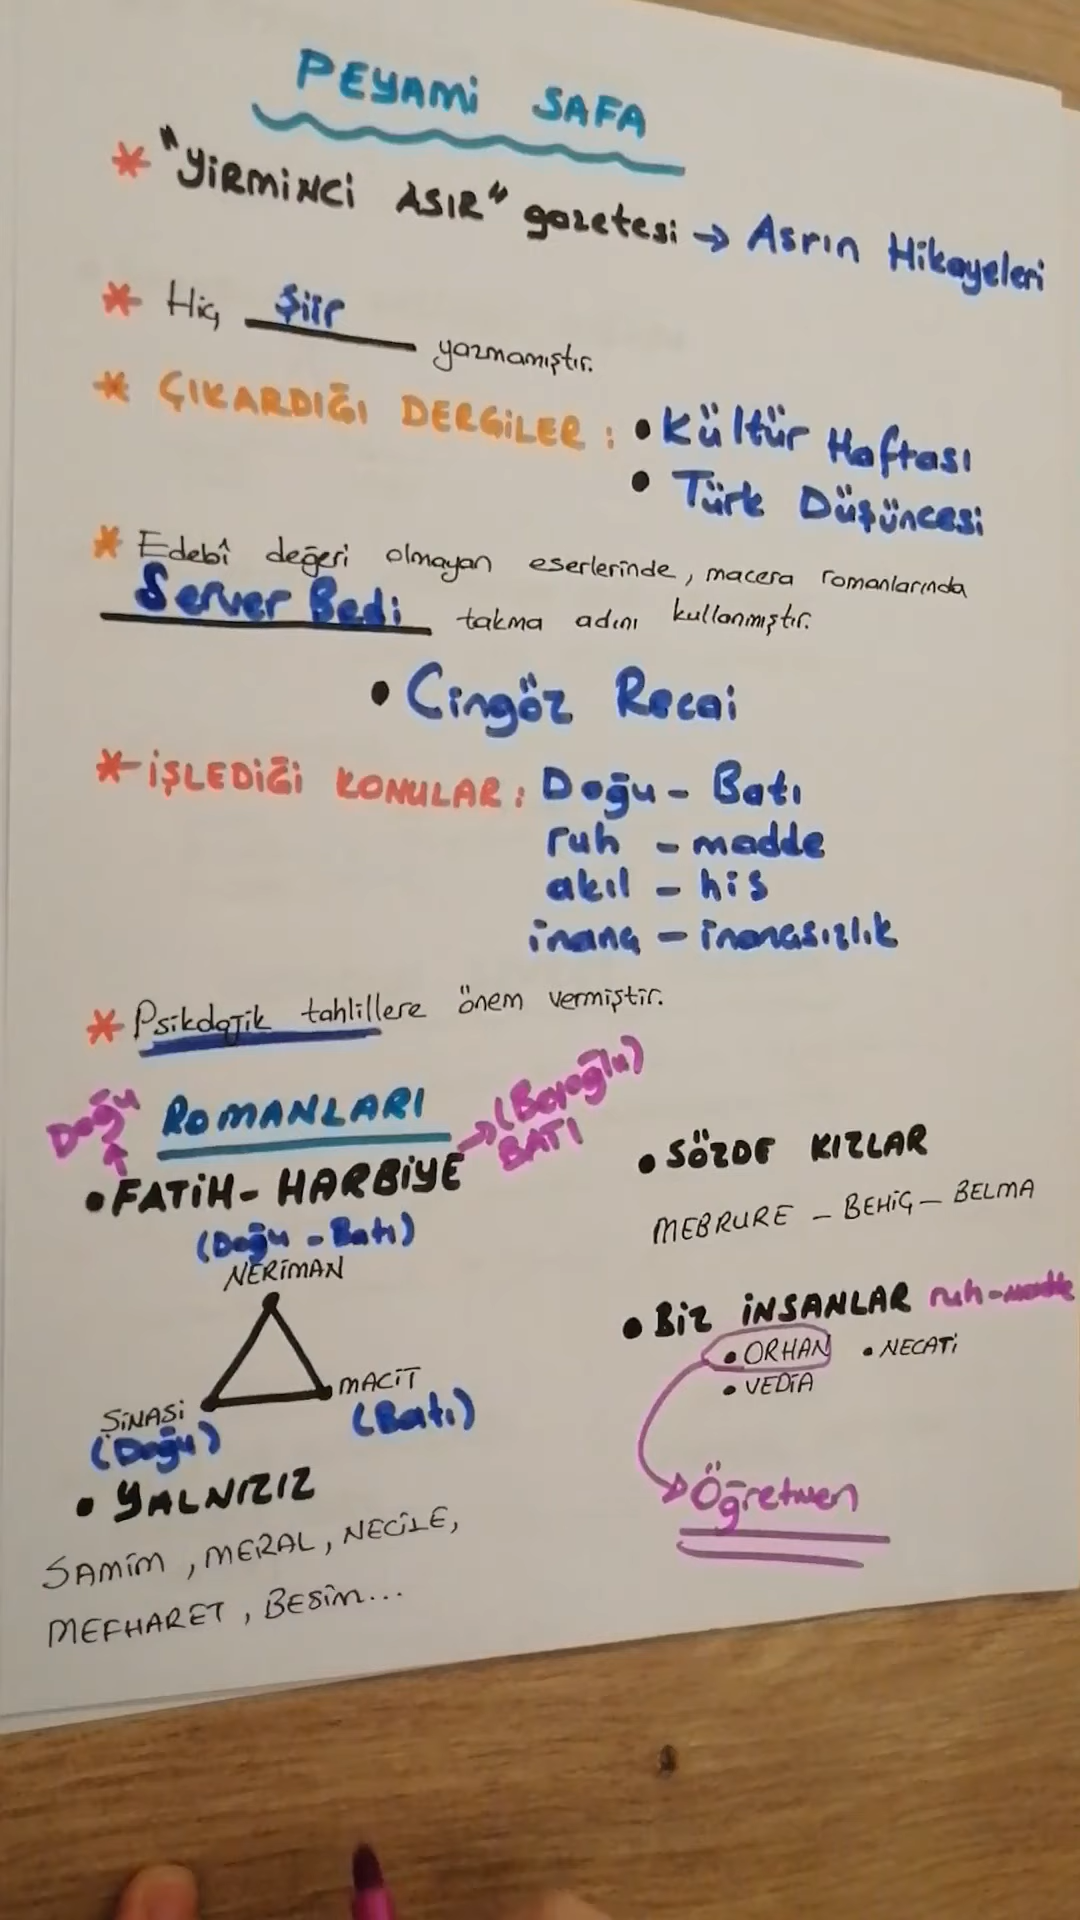 PEYAMİ SAFA
* "YİRMİNCİ ASIR" gazetesi → Asrın Hikayeleri
* Hiç şiir yazmamıştır.
* ÇIKARDIĞI DERGİLER : • Kültür Haftası
• Türk Düşüncesi
* Edebî değeri olmayan eserlerinde, macera romanlarında
Server Bedi takma adını kullanmıştır.
• Cingöz Recai
* İŞLEDİĞİ KONULAR : Doğu - Batı
ruh - madde
akıl - his
inanç - inançsızlık
* Psikolojik tahlillere önem vermiştir.
Doğu ROMANLARI → (Beyoğlu)
BATI
• FATİH - HARBİYE
(Doğu - Batı)
NERİMAN
MACİT
(Batı)
ŞİNASİ
(Doğu)
• YALNIZIZ
SAMİM, MERAL, NECİLE,
MEFHARET, BESİM...
• SÖZDE KIZLAR
MEBRURE - BEHİÇ - BELMA
• BİZ İNSANLAR ruh-madde
• ORHAN • NECATİ
• VEDİA
→ Öğretmen